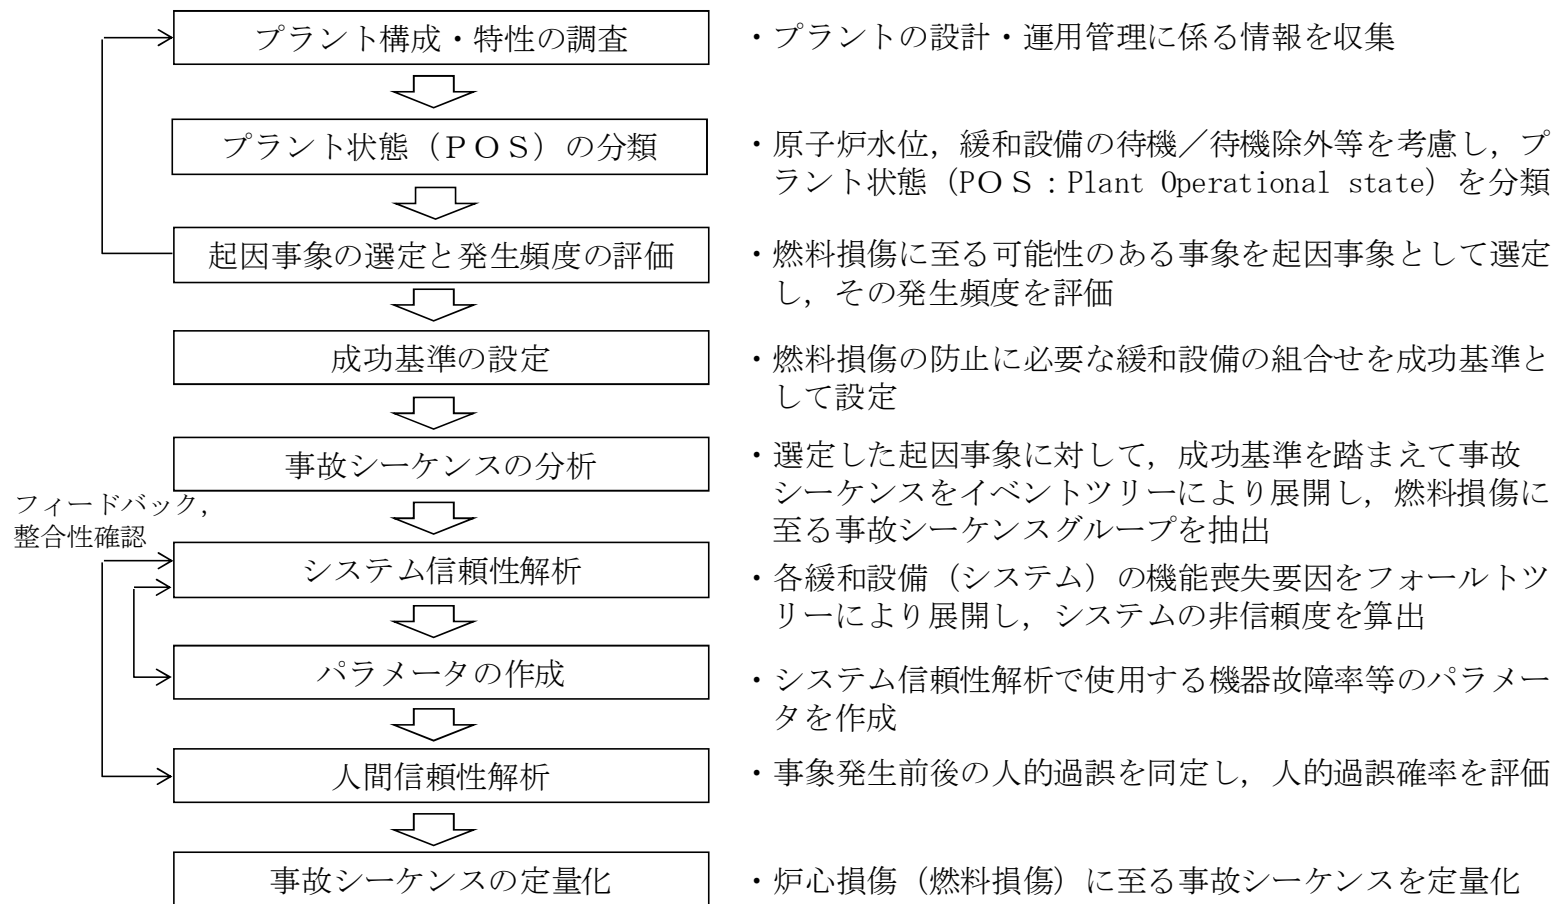 プラント構成・特性の調査
・プラントの設計・運用管理に係る情報を収集
プラント状態（ＰＯＳ）の分類
・原子炉水位，緩和設備の待機／待機除外等を考慮し，プ
ラント状態（PＯＳ：Plant Operational state）を分類
起因事象の選定と発生頻度の評価
・燃料損傷に至る可能性のある事象を起因事象として選定
し，その発生頻度を評価
成功基準の設定
・燃料損傷の防止に必要な緩和設備の組合せを成功基準と
して設定
事故シーケンスの分析
・選定した起因事象に対して，成功基準を踏まえて事故
シーケンスをイベントツリーにより展開し，燃料損傷に
至る事故シーケンスグループを抽出
フィードバック，
整合性確認
システム信頼性解析
・各緩和設備（システム）の機能喪失要因をフォールトツ
リーにより展開し，システムの非信頼度を算出
パラメータの作成
・システム信頼性解析で使用する機器故障率等のパラメー
タを作成
人間信頼性解析
・事象発生前後の人的過誤を同定し，人的過誤確率を評価
事故シーケンスの定量化
・炉心損傷（燃料損傷）に至る事故シーケンスを定量化